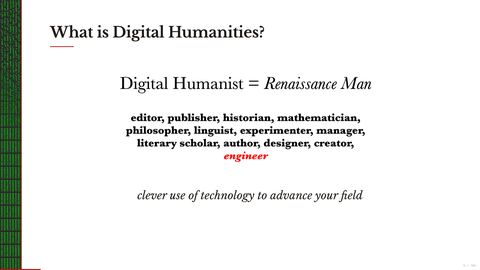 What is Digital Humanities?
Digital Humanist = Renaissance Man
editor, publisher, historian, mathematician,
philosopher, linguist, experimenter, manager,
literary scholar, author, designer, creator,
engineer
clever use of technology to advance your field